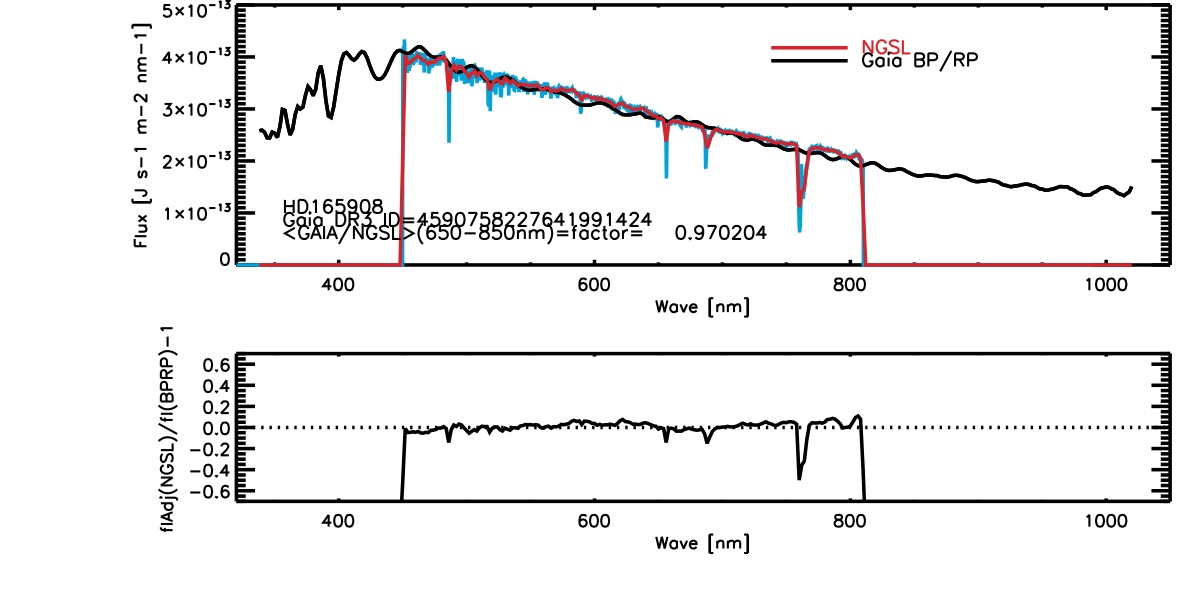 5×10−13
4×10−13
3×10−13
2×10−13
1×10−13
0
Flux [J s−1 m−2 nm−1]
NGSL
Gaia BP/RP
HD165908
Gaia DR3 ID=4590758227641991424
<GAIA/NGSL>(650−850nm)=factor= 0.970204
400 600 800 1000
Wave [nm]
0.6
0.4
0.2
0.0
−0.2
−0.4
−0.6
flAdj(NGSL)/fl(BPRP)−1
400 600 800 1000
Wave [nm]